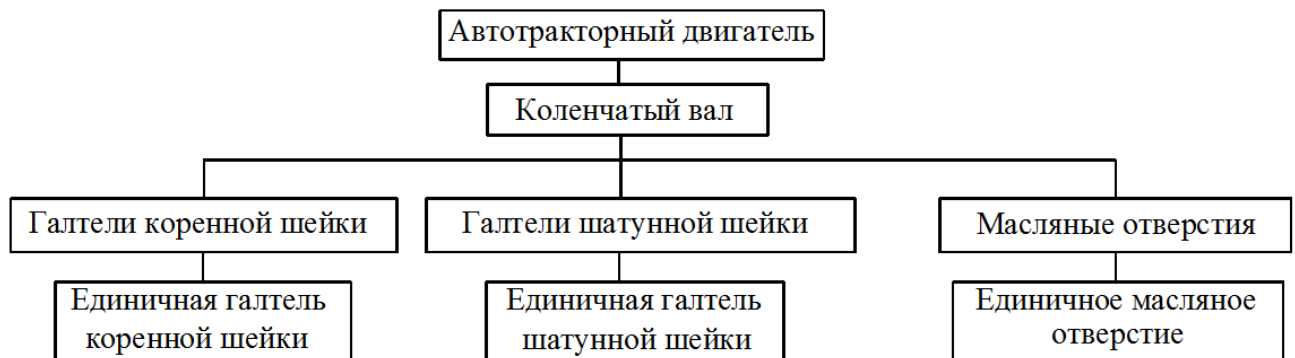 Автотракторный двигатель
Коленчатый вал
Галтели коренной шейки
Галтели шатунной шейки
Масляные отверстия
Единичная галтель
коренной шейки
Единичная галтель
шатунной шейки
Единичное масляное
отверстие